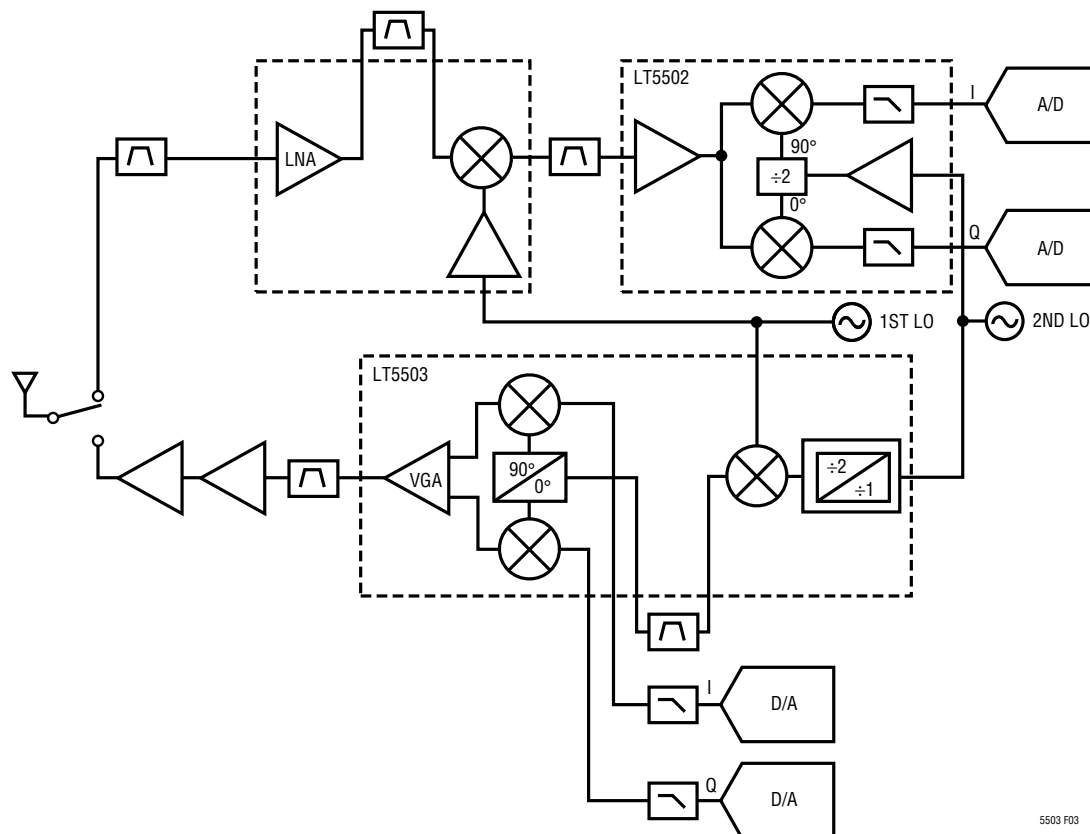 LT5502
I
A/D
LNA
90°
÷2
0°
Q
A/D
1ST LO
2ND LO
LT5503
VGA
90°
0°
÷2
÷1
I
D/A
Q
D/A
5503 F03